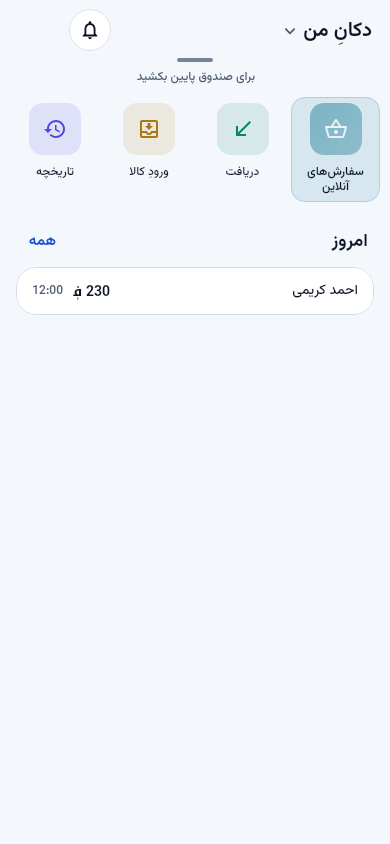 دکانِ من
برای صندوق پایین بکشید
سفارش‌های آنلاین
دریافت
ورودِ کالا
تاریخچه
امروز
همه
احمد کریمی
230 ؋
12:00